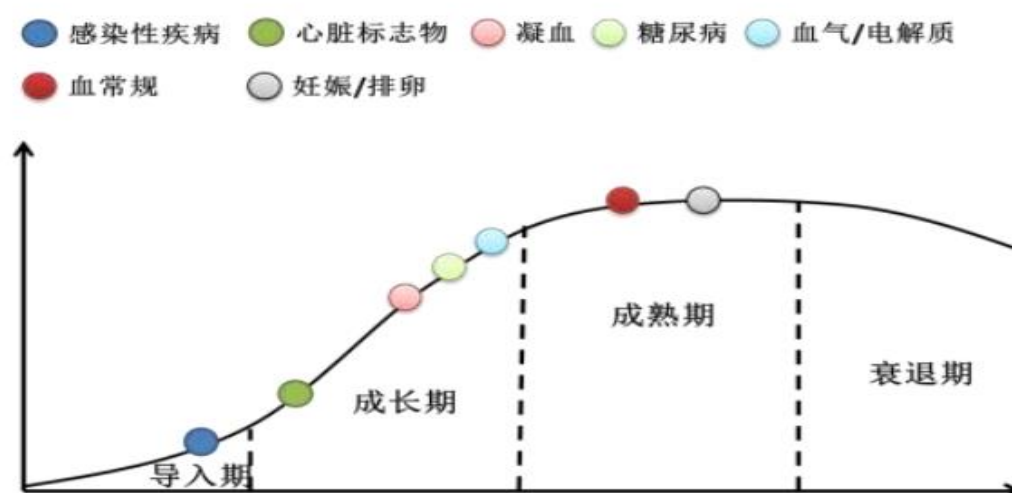 感染性疾病 心脏标志物 凝血 糖尿病 血气/电解质
血常规 妊娠/排卵
成熟期
衰退期
成长期
导入期